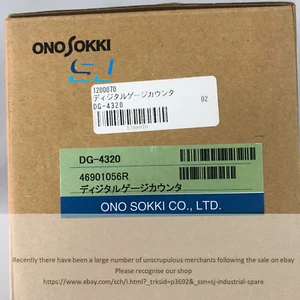 ONO SOKKI
SJ
1200070
ディジタルゲージカウンタ
DG-4320
02
1200070
DG-4320
46901056R
ディジタルゲージカウンタ
ONO SOKKI CO., LTD.
Recently there have been a large number of unscrupulous merchants following the sale on ebay
Please recognise our shop
https://www.ebay.com/sch/i.html?_trksid=p3692&_ssn=sj-industrial-spare